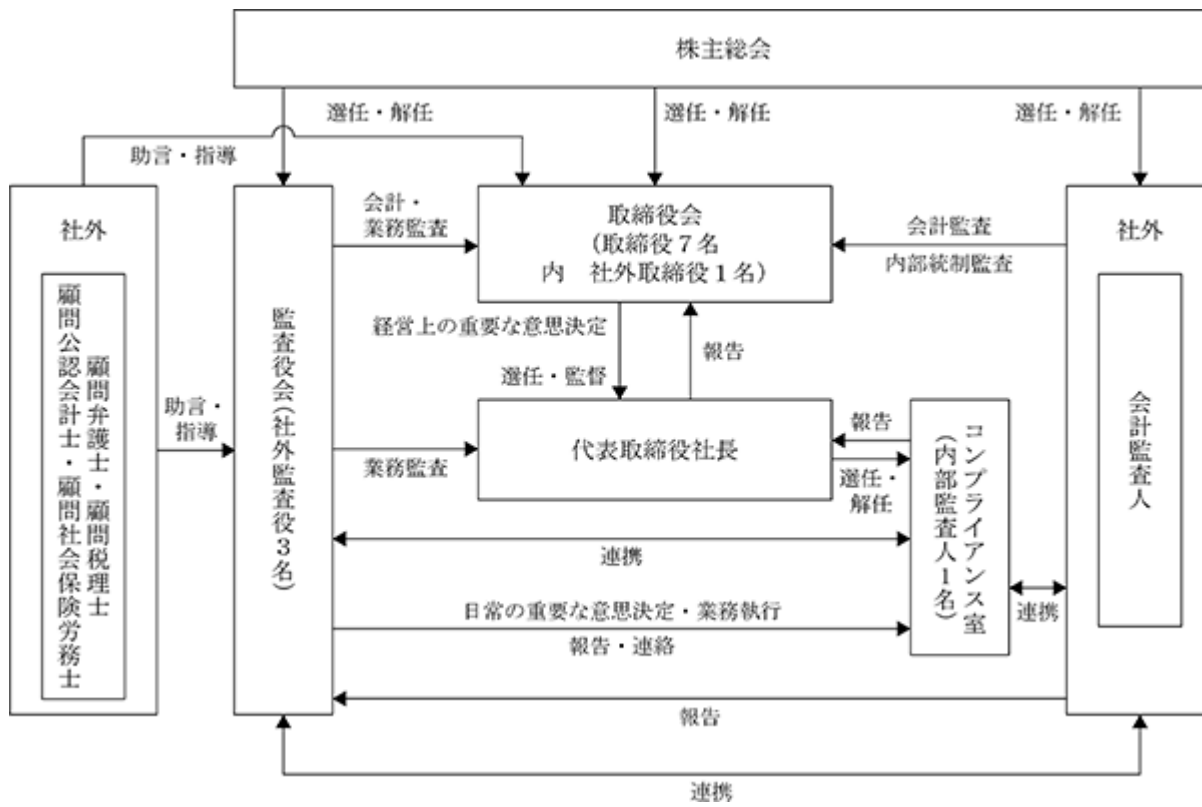 株主総会
選任・解任
選任・解任
選任・解任
助言・指導
社外
顧問弁護士・顧問税理士
顧問公認会計士・顧問社会保険労務士
助言・
指導
監査役会(社外監査役3名)
会計・
業務監査
取締役会
(取締役7名
内 社外取締役1名)
会計監査
内部統制監査
社外
会計監査人
経営上の重要な意思決定
選任・監督
報告
業務監査
代表取締役社長
報告
選任・
解任
コンプライアンス室
(内部監査人1名)
連携
日常の重要な意思決定・業務執行
報告・連絡
連携
報告
連携